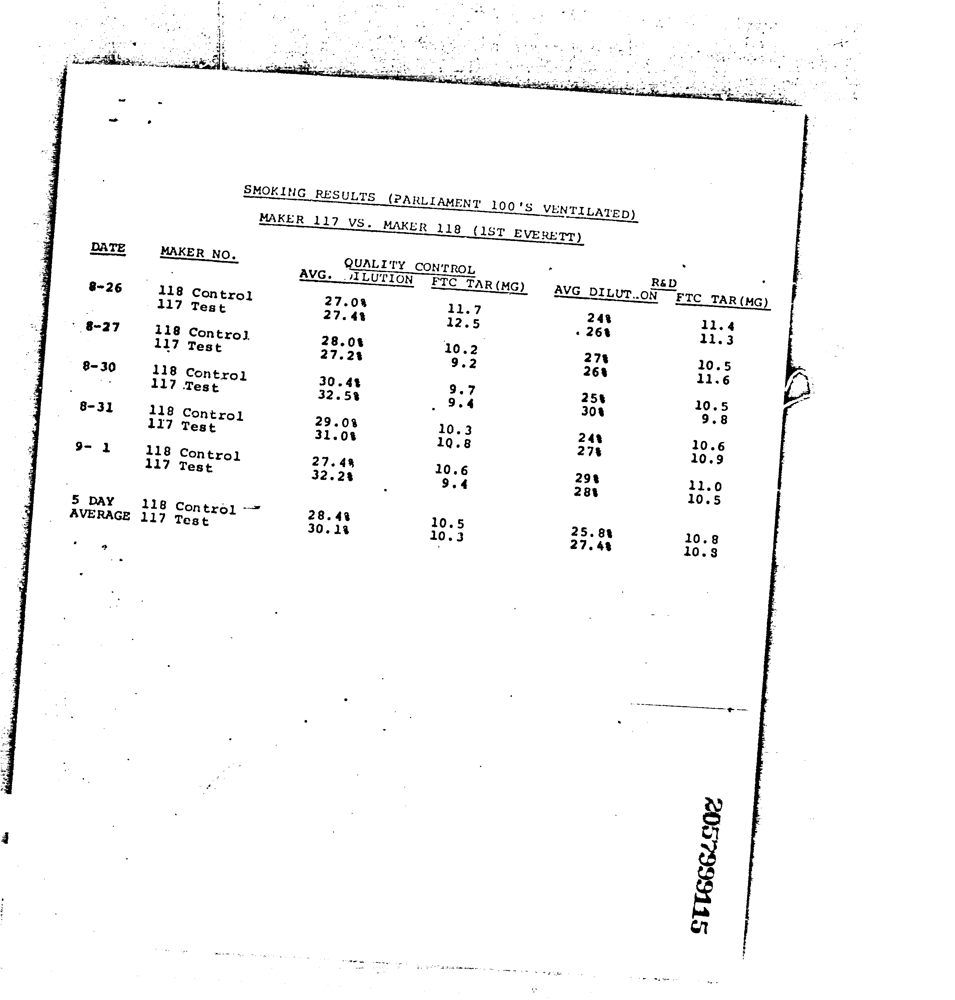 SMOKING RESULTS (PARLIAMENT 100'S VENTILATED)
MAKER 117 VS. MAKER 118 (1ST EVERETT)
DATE MAKER NO. QUALITY CONTROL R&D
AVG. DILUTION FTC TAR(MG) AVG DILUT..ON FTC TAR(MG)
8-26 118 Control 27.0% 11.7 24% 11.4
117 Test 27.4% 12.5 26% 11.3
8-27 118 Control 28.0% 10.2 27% 10.5
117 Test 27.2% 9.2 26% 11.6
8-30 118 Control 30.4% 9.7 25% 10.5
117 Test 32.5% 9.4 30% 9.8
8-31 118 Control 29.0% 10.3 24% 10.6
117 Test 31.0% 10.8 27% 10.9
9- 1 118 Control 27.4% 10.6 29% 11.0
117 Test 32.2% 9.4 28% 10.5
5 DAY 118 Control 28.4% 10.5 25.8% 10.8
AVERAGE 117 Test 30.1% 10.3 27.4% 10.8
2057999115